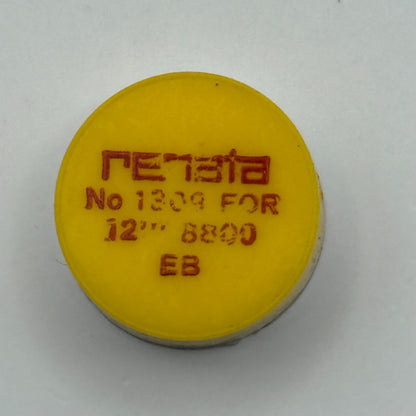 renata
No 1309 FOR
12''' 8800
EB